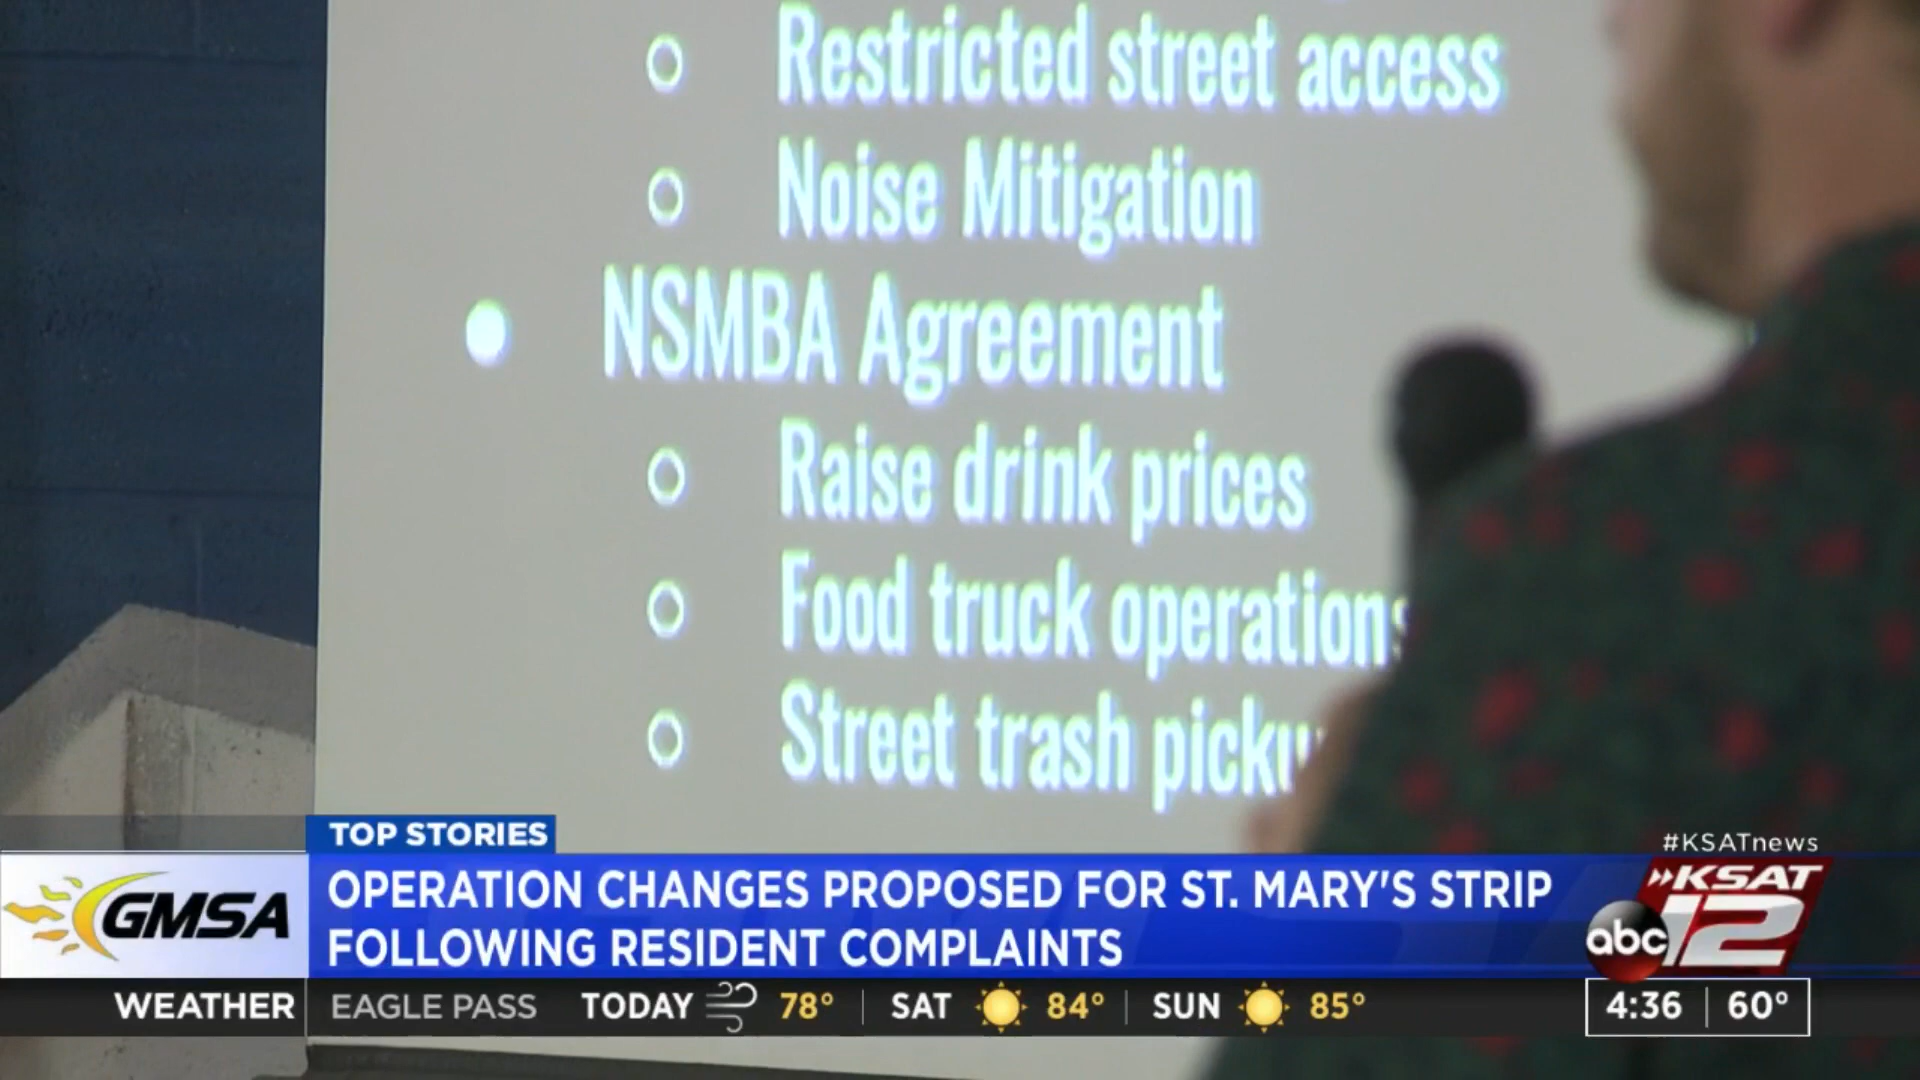 Restricted street access
Noise Mitigation
NSMBA Agreement
Raise drink prices
Food truck operations
Street trash
TOP STORIES
#KSATnews
GMSA
OPERATION CHANGES PROPOSED FOR ST. MARY'S STRIP
FOLLOWING RESIDENT COMPLAINTS
KSAT
abc 12
WEATHER EAGLE PASS TODAY 78° SAT 84° SUN 85° 4:36 60°